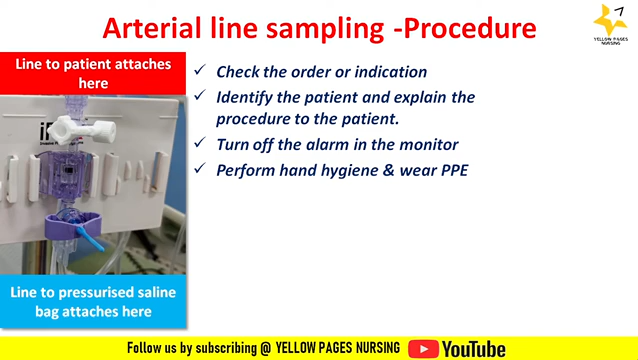 Arterial line sampling -Procedure
YELLOW PAGES
NURSING
Line to patient attaches
here
✓ Check the order or indication
✓ Identify the patient and explain the
procedure to the patient.
✓ Turn off the alarm in the monitor
✓ Perform hand hygiene & wear PPE
Line to pressurised saline
bag attaches here
Follow us by subscribing @ YELLOW PAGES NURSING YouTube